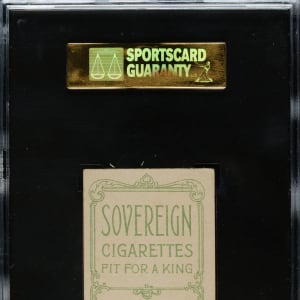 SPORTSCARD
GUARANTY
SOVEREIGN
CIGARETTES
FIT FOR A KING